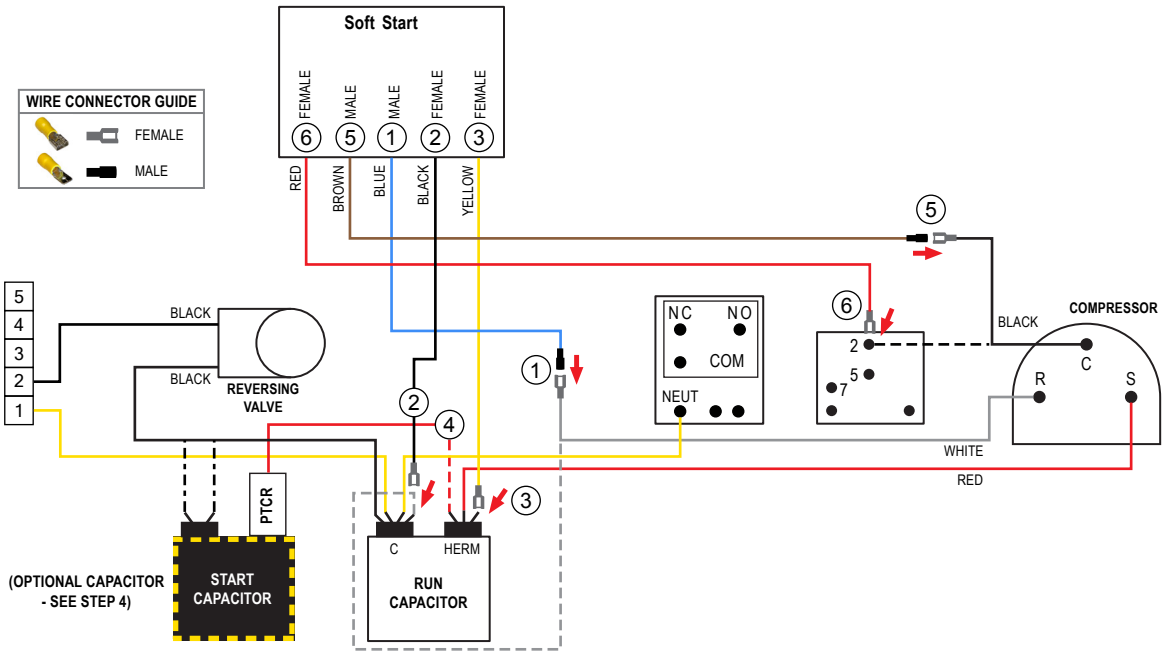 Soft Start
FEMALE
MALE
MALE
FEMALE
FEMALE
6
5
1
2
3
RED
BROWN
BLUE
BLACK
YELLOW
WIRE CONNECTOR GUIDE
FEMALE
MALE
5
5
4
3
2
1
BLACK
BLACK
REVERSING
VALVE
1
2
4
3
NC
NO
COM
NEUT
6
2
5
7
BLACK
COMPRESSOR
C
R
S
WHITE
RED
PTCR
(OPTIONAL CAPACITOR
- SEE STEP 4)
START
CAPACITOR
C
HERM
RUN
CAPACITOR